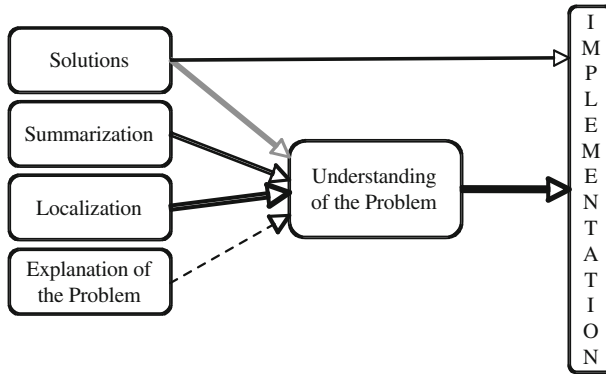 Solutions
Summarization
Localization
Explanation of
the Problem
Understanding
of the Problem
I
M
P
L
E
M
E
N
T
A
T
I
O
N